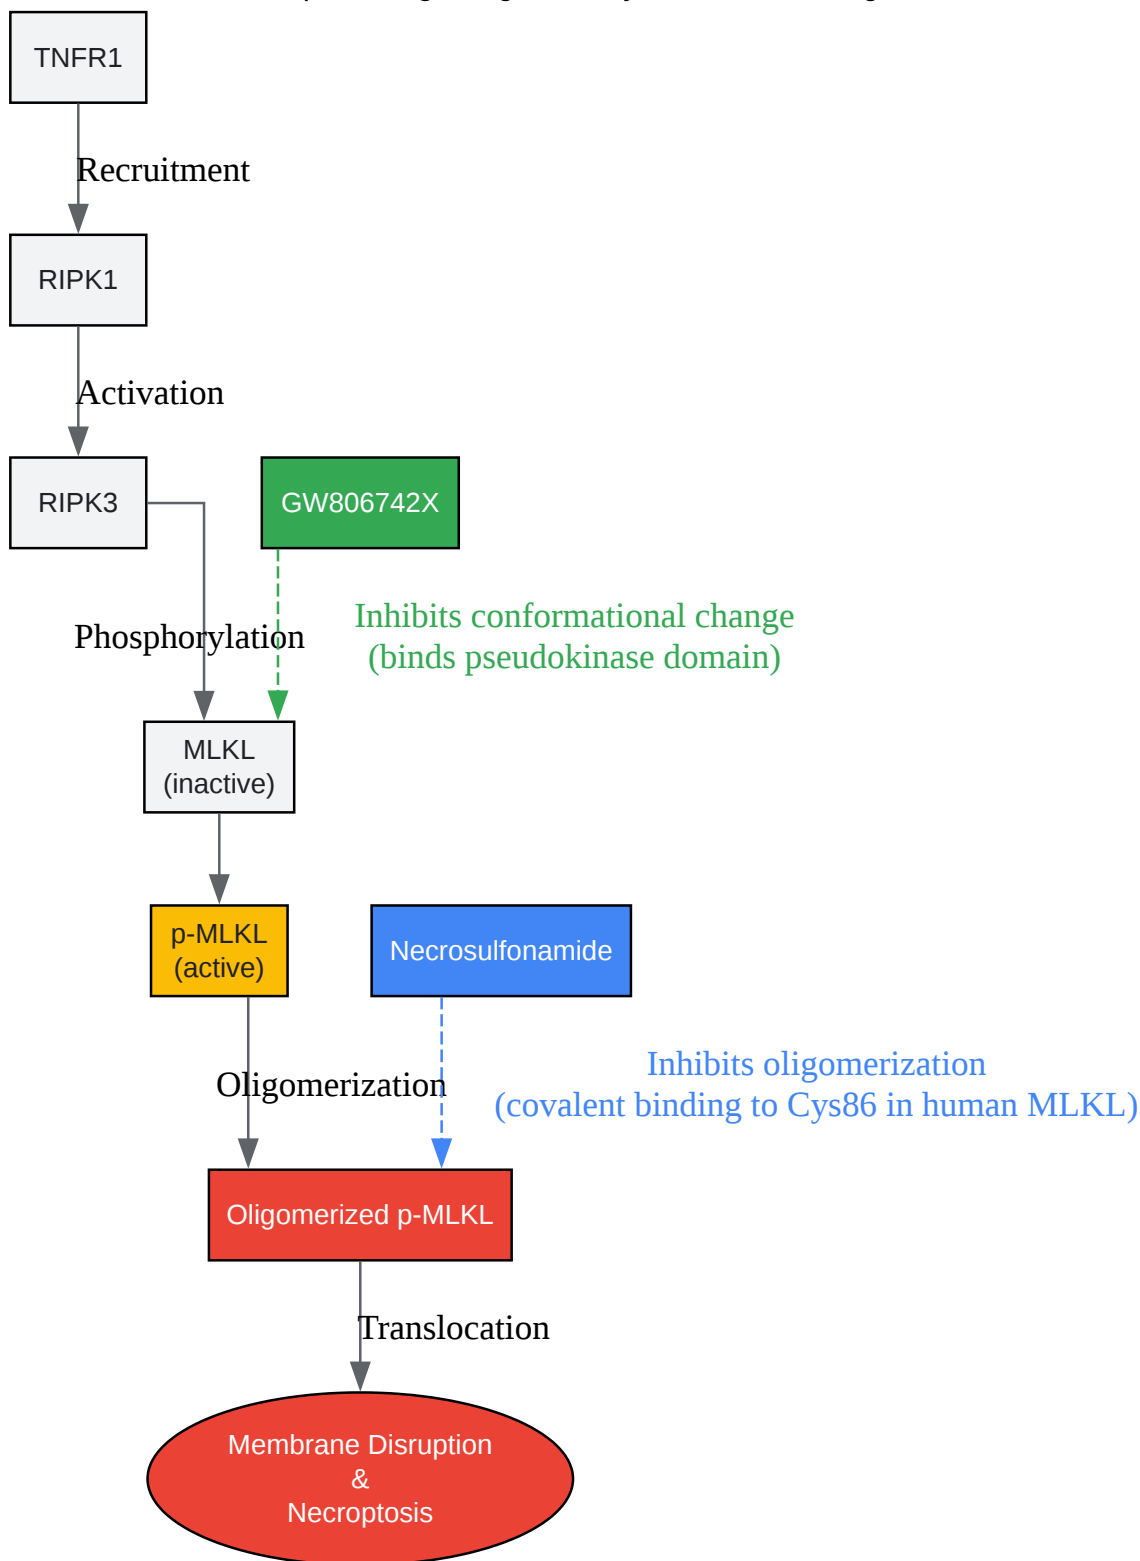 TNFR1
Recruitment
RIPK1
Activation
RIPK3
GW806742X
Phosphorylation
Inhibits conformational change
(binds pseudokinase domain)
MLKL
(inactive)
p-MLKL
(active)
Necrosulfonamide
Oligomerization
Inhibits oligomerization
(covalent binding to Cys86 in human MLKL)
Oligomerized p-MLKL
Translocation
Membrane Disruption
&
Necroptosis